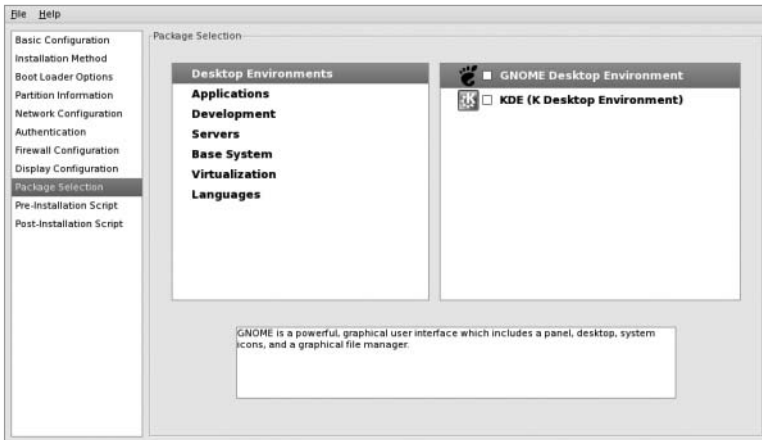 File Help
Basic Configuration
Installation Method
Boot Loader Options
Partition Information
Network Configuration
Authentication
Firewall Configuration
Display Configuration
Package Selection
Pre-Installation Script
Post-Installation Script
Package Selection
Desktop Environments
Applications
Development
Servers
Base System
Virtualization
Languages
GNOME Desktop Environment
KDE (K Desktop Environment)
GNOME is a powerful, graphical user interface which includes a panel, desktop, system
icons, and a graphical file manager.